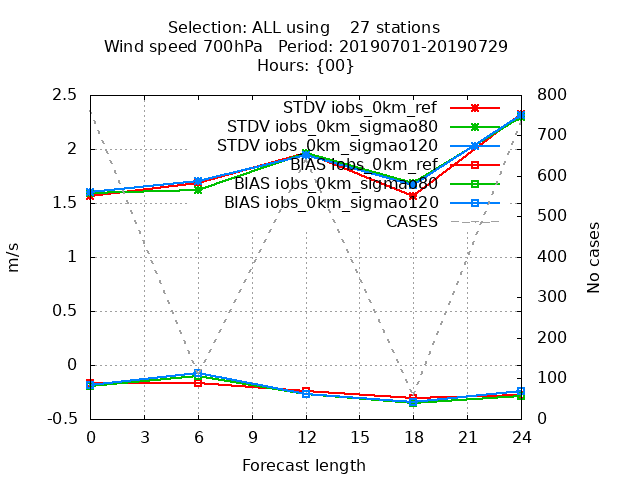 Selection: ALL using    27 stations
Wind speed 700hPa   Period: 20190701-20190729
Hours: {00}
2.5
2
1.5
1
0.5
0
-0.5
m/s
STDV iobs_0km_ref
STDV iobs_0km_sigmao80
STDV iobs_0km_sigmao120
BIAS iobs_0km_ref
BIAS iobs_0km_sigmao80
BIAS iobs_0km_sigmao120
CASES
800
700
600
500
400
300
200
100
0
No cases
0 3 6 9 12 15 18 21 24
Forecast length